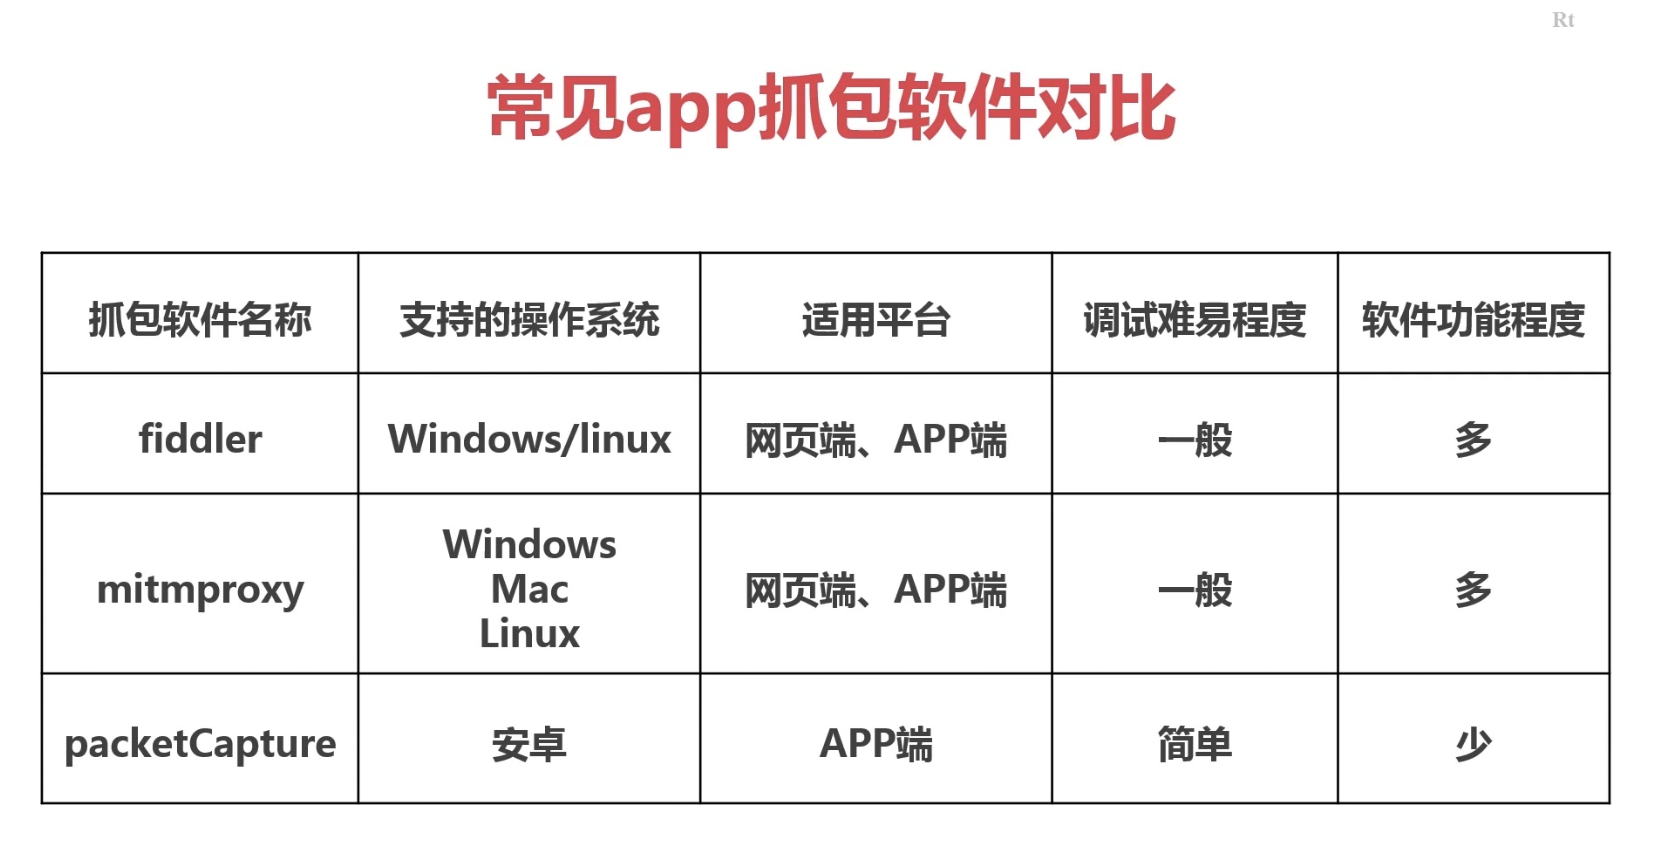 Rt
常见app抓包软件对比
抓包软件名称 支持的操作系统 适用平台 调试难易程度 软件功能程度
fiddler Windows/linux 网页端、APP端 一般 多
mitmproxy Windows Mac Linux 网页端、APP端 一般 多
packetCapture 安卓 APP端 简单 少